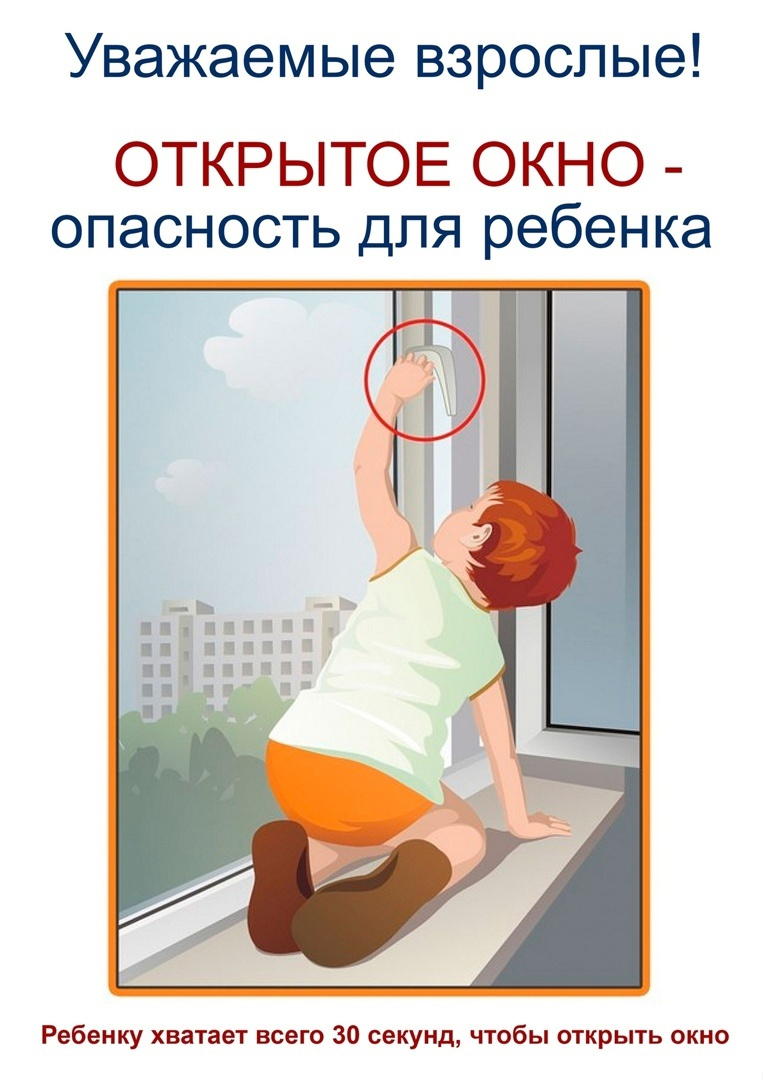 Уважаемые взрослые!
ОТКРЫТОЕ ОКНО -
опасность для ребенка
Ребенку хватает всего 30 секунд, чтобы открыть окно